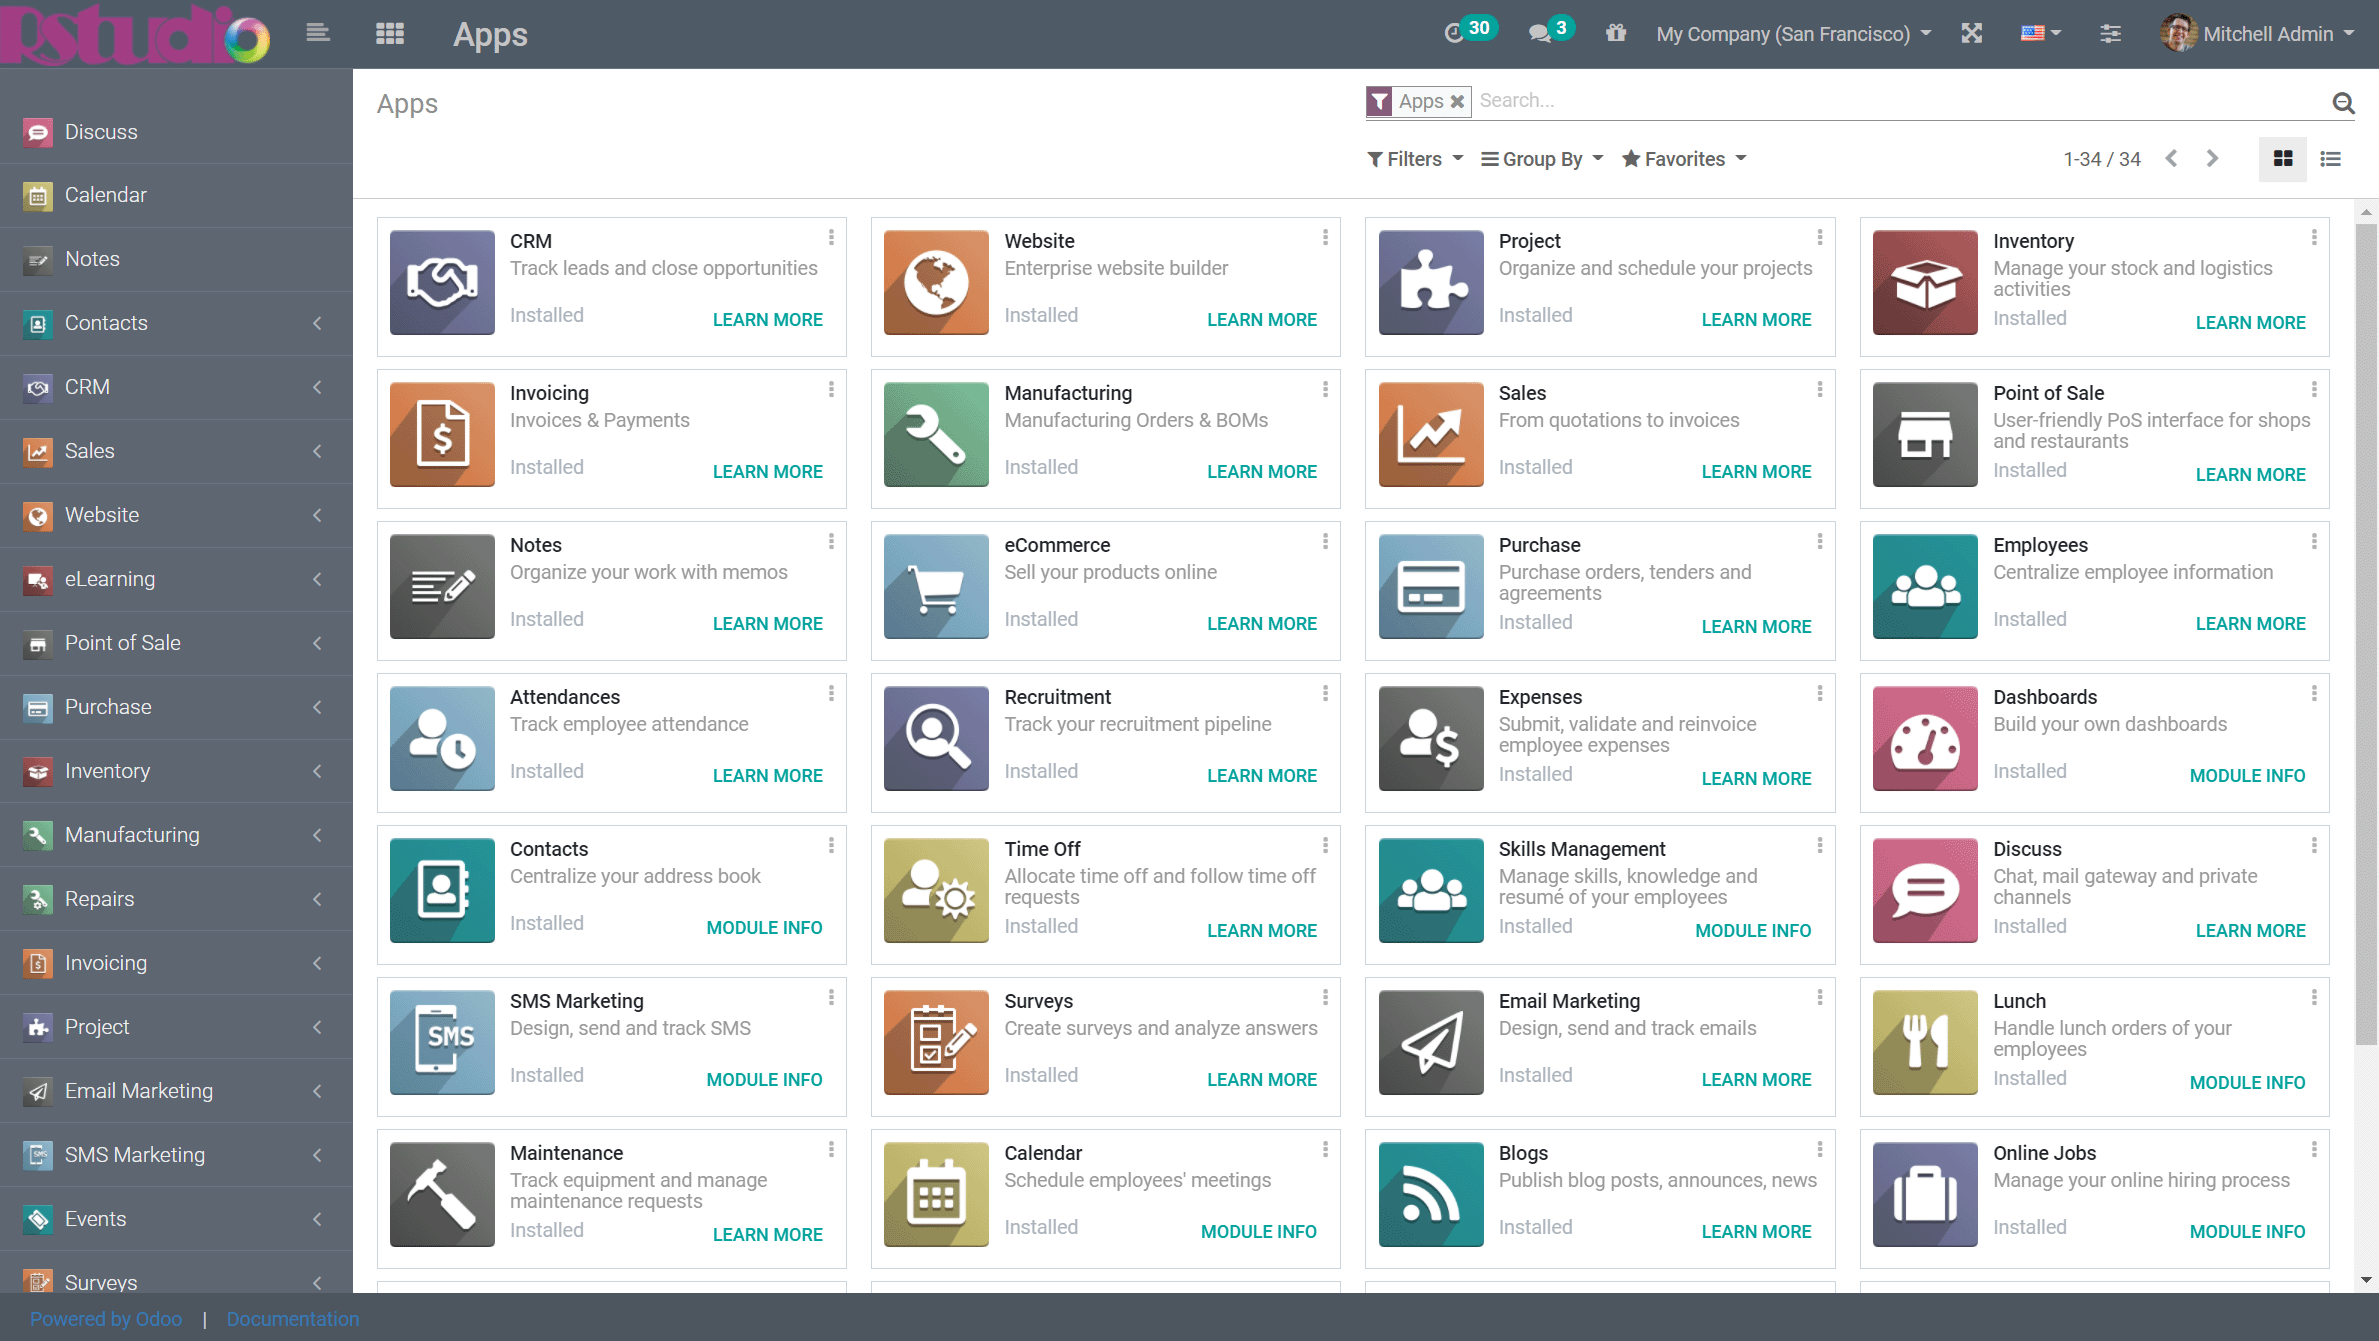 Rstudio
Apps
30
3
My Company (San Francisco)
Mitchell Admin
Discuss
Calendar
Notes
Contacts
CRM
Sales
Website
eLearning
Point of Sale
Purchase
Inventory
Manufacturing
Repairs
Invoicing
Project
Email Marketing
SMS Marketing
Events
Surveys
Apps
Apps
Search...
Filters
Group By
Favorites
1-34 / 34
CRM
Track leads and close opportunities
Installed
LEARN MORE
Website
Enterprise website builder
Installed
LEARN MORE
Project
Organize and schedule your projects
Installed
LEARN MORE
Inventory
Manage your stock and logistics
activities
Installed
LEARN MORE
Invoicing
Invoices & Payments
Installed
LEARN MORE
Manufacturing
Manufacturing Orders & BOMs
Installed
LEARN MORE
Sales
From quotations to invoices
Installed
LEARN MORE
Point of Sale
User-friendly PoS interface for shops
and restaurants
Installed
LEARN MORE
Notes
Organize your work with memos
Installed
LEARN MORE
eCommerce
Sell your products online
Installed
LEARN MORE
Purchase
Purchase orders, tenders and
agreements
Installed
LEARN MORE
Employees
Centralize employee information
Installed
LEARN MORE
Attendances
Track employee attendance
Installed
LEARN MORE
Recruitment
Track your recruitment pipeline
Installed
LEARN MORE
Expenses
Submit, validate and reinvoice
employee expenses
Installed
LEARN MORE
Dashboards
Build your own dashboards
Installed
MODULE INFO
Contacts
Centralize your address book
Installed
MODULE INFO
Time Off
Allocate time off and follow time off
requests
Installed
LEARN MORE
Skills Management
Manage skills, knowledge and
resumé of your employees
Installed
MODULE INFO
Discuss
Chat, mail gateway and private
channels
Installed
LEARN MORE
SMS
SMS Marketing
Design, send and track SMS
Installed
MODULE INFO
Surveys
Create surveys and analyze answers
Installed
LEARN MORE
Email Marketing
Design, send and track emails
Installed
LEARN MORE
Lunch
Handle lunch orders of your
employees
Installed
MODULE INFO
Maintenance
Track equipment and manage
maintenance requests
Installed
LEARN MORE
Calendar
Schedule employees' meetings
Installed
MODULE INFO
Blogs
Publish blog posts, announces, news
Installed
LEARN MORE
Online Jobs
Manage your online hiring process
Installed
MODULE INFO
Powered by Odoo | Documentation